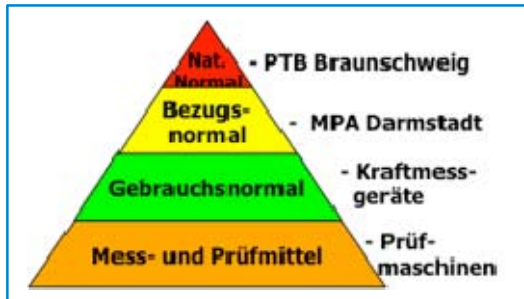 Nat.
Normal
- PTB Braunschweig
Bezugs-
normal
- MPA Darmstadt
Gebrauchsnormal
- Kraftmess-
geräte
Mess- und Prüfmittel
- Prüf-
maschinen